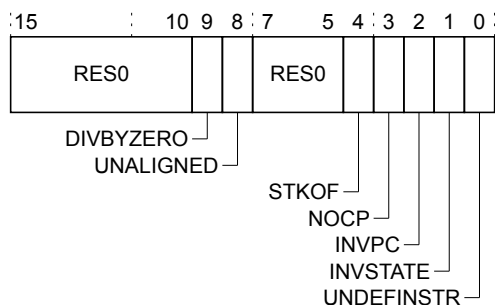 15 10 9 8 7 5 4 3 2 1 0
RES0 RES0
DIVBYZERO
UNALIGNED
STKOF
NOCP
INVPC
INVSTATE
UNDEFINSTR